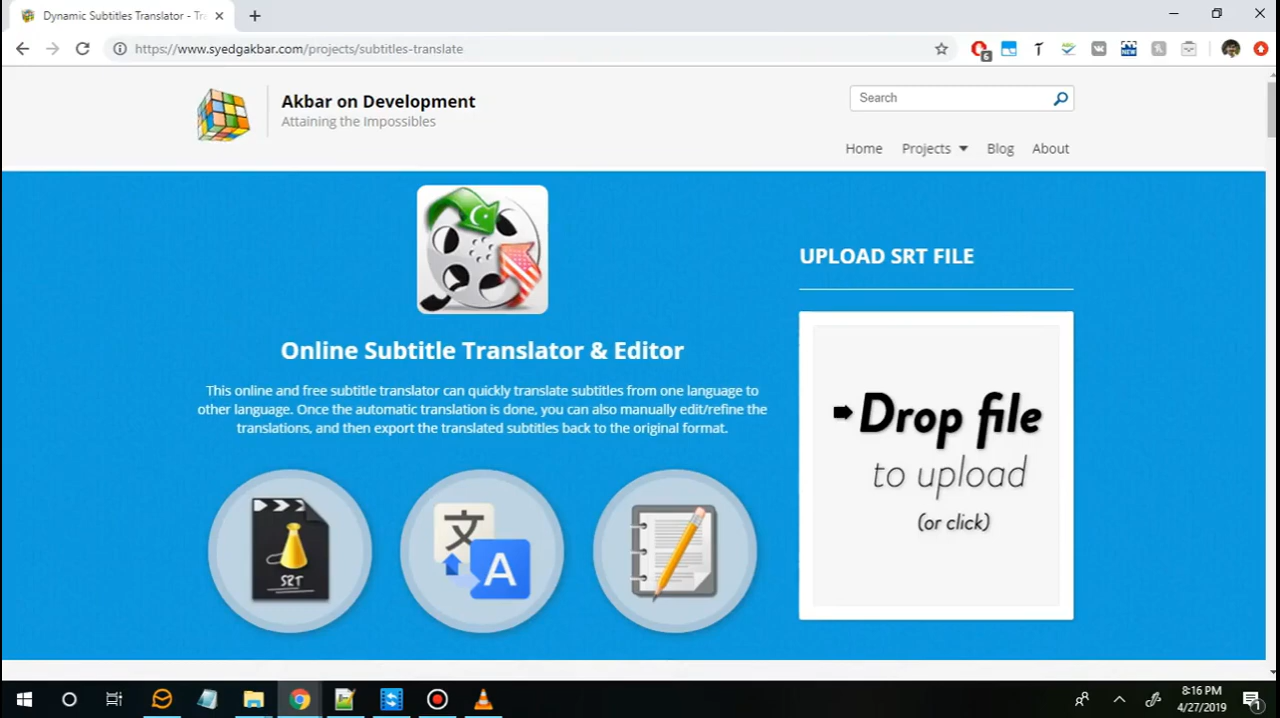 Dynamic Subtitles Translator - Tra
https://www.syedgakbar.com/projects/subtitles-translate
6
NEW
Akbar on Development
Attaining the Impossibles
Search
Home Projects Blog About
UPLOAD SRT FILE
Online Subtitle Translator & Editor
This online and free subtitle translator can quickly translate subtitles from one language to
other language. Once the automatic translation is done, you can also manually edit/refine the
translations, and then export the translated subtitles back to the original format.
Drop file
to upload
(or click)
SRT
文
A
8:16 PM
4/27/2019
1